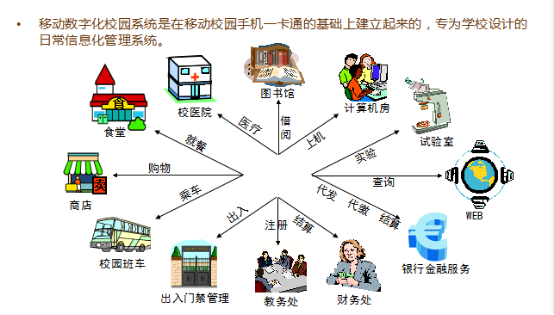 • 移动数字化校园系统是在移动校园手机一卡通的基础上建立起来的，专为学校设计的
日常信息化管理系统。
食堂
校医院
图书馆
计算机房
试验室
就餐
医疗
借阅
上机
实验
购物
查询
商店
WEB
乘车
出入
注册
结算
代发
代缴
结算
校园班车
出入门禁管理
教务处
财务处
银行金融服务
食
卖